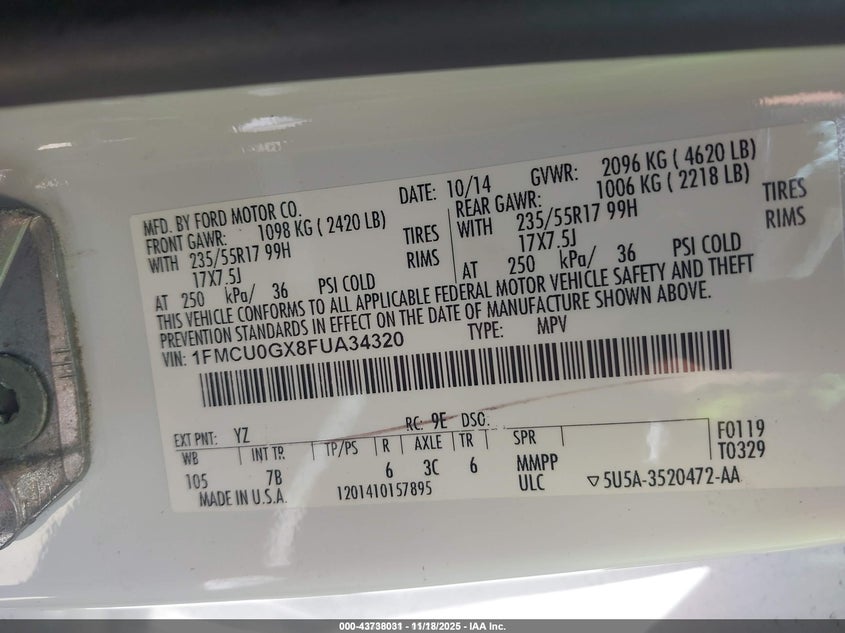 MFD. BY FORD MOTOR CO.
DATE: 10/14
GVWR: 2096 KG ( 4620 LB)
FRONT GAWR: 1098 KG ( 2420 LB)
WITH 235/55R17 99H TIRES
17X7.5J RIMS
AT 250 kPa/ 36 PSI COLD
REAR GAWR: 1006 KG ( 2218 LB)
WITH 235/55R17 99H TIRES
17X7.5J RIMS
AT 250 kPa/ 36 PSI COLD
THIS VEHICLE CONFORMS TO ALL APPLICABLE FEDERAL MOTOR VEHICLE SAFETY AND THEFT
PREVENTION STANDARDS IN EFFECT ON THE DATE OF MANUFACTURE SHOWN ABOVE.
VIN: 1FMCU0GX8FUA34320 TYPE: MPV
EXT PNT: YZ RC: 9E DSO:
WB INT TR TP/PS R AXLE TR SPR
105 7B 6 3C 6 MMPP
ULC
F0119
T0329
MADE IN U.S.A. 1201410157895 ▽5U5A-3520472-AA
000-43738031 - 11/18/2025 - IAA Inc.